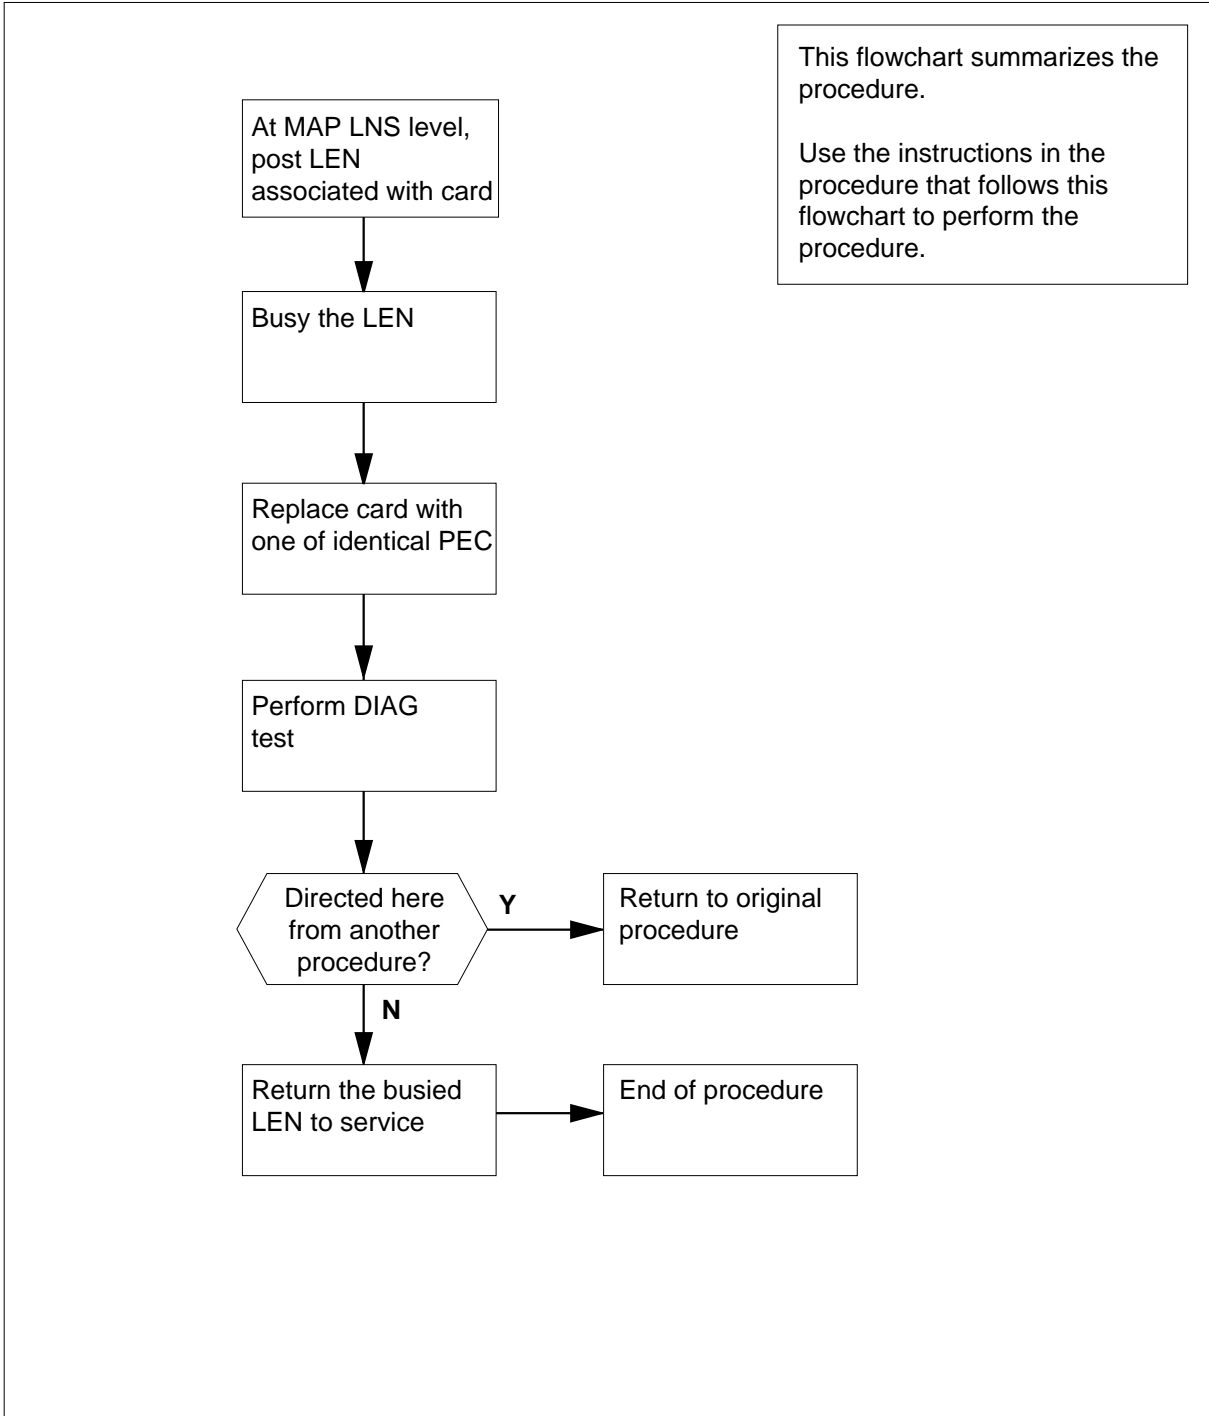 This flowchart summarizes the
procedure.
Use the instructions in the
procedure that follows this
flowchart to perform the
procedure.
At MAP LNS level,
post LEN
associated with card
Busy the LEN
Replace card with
one of identical PEC
Perform DIAG
test
Directed here
from another
procedure?
Y
Return to original
procedure
N
Return the busied
LEN to service
End of procedure